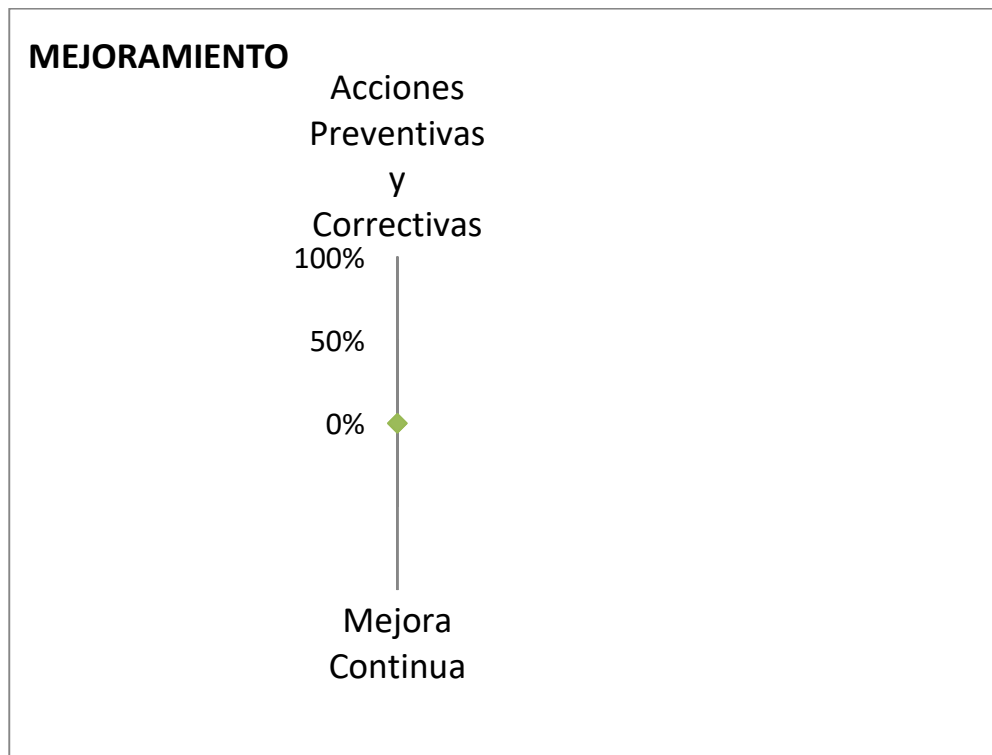 MEJORAMIENTO
Acciones
Preventivas
y
Correctivas
100%
50%
0%
Mejora
Continua